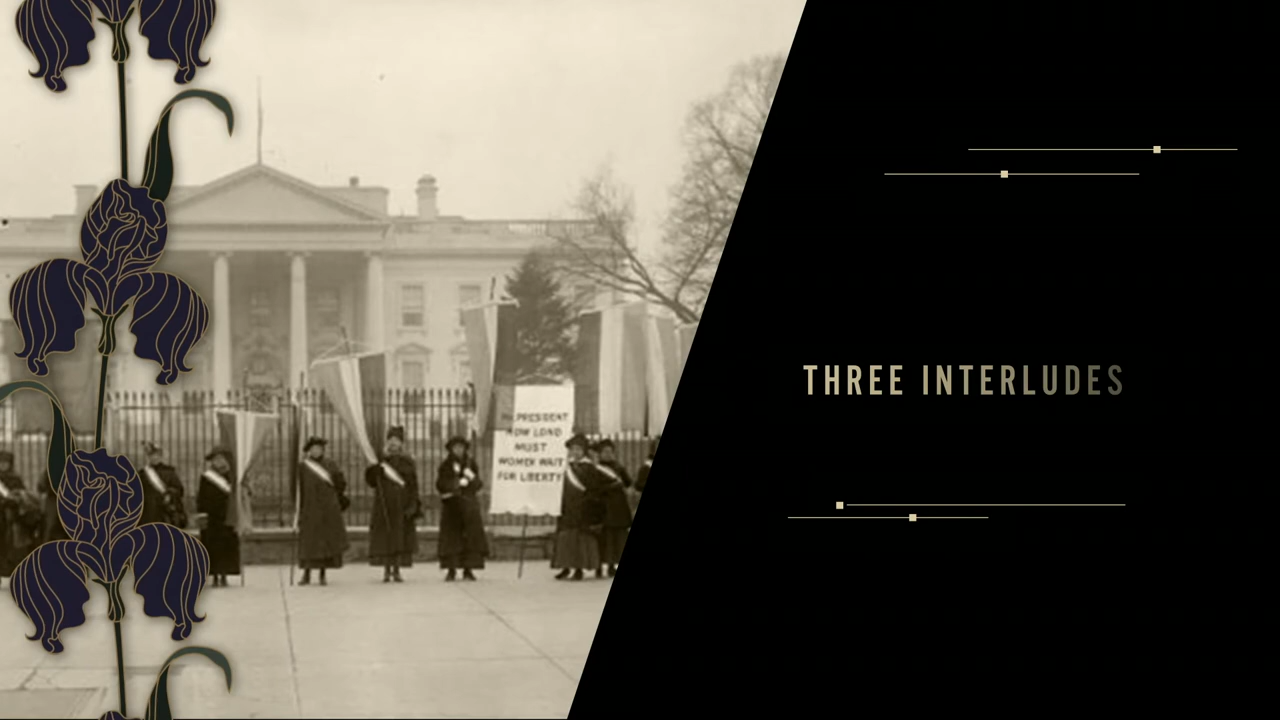 MR. PRESIDENT
HOW LONG
MUST
WOMEN WAIT
FOR LIBERTY
THREE INTERLUDES